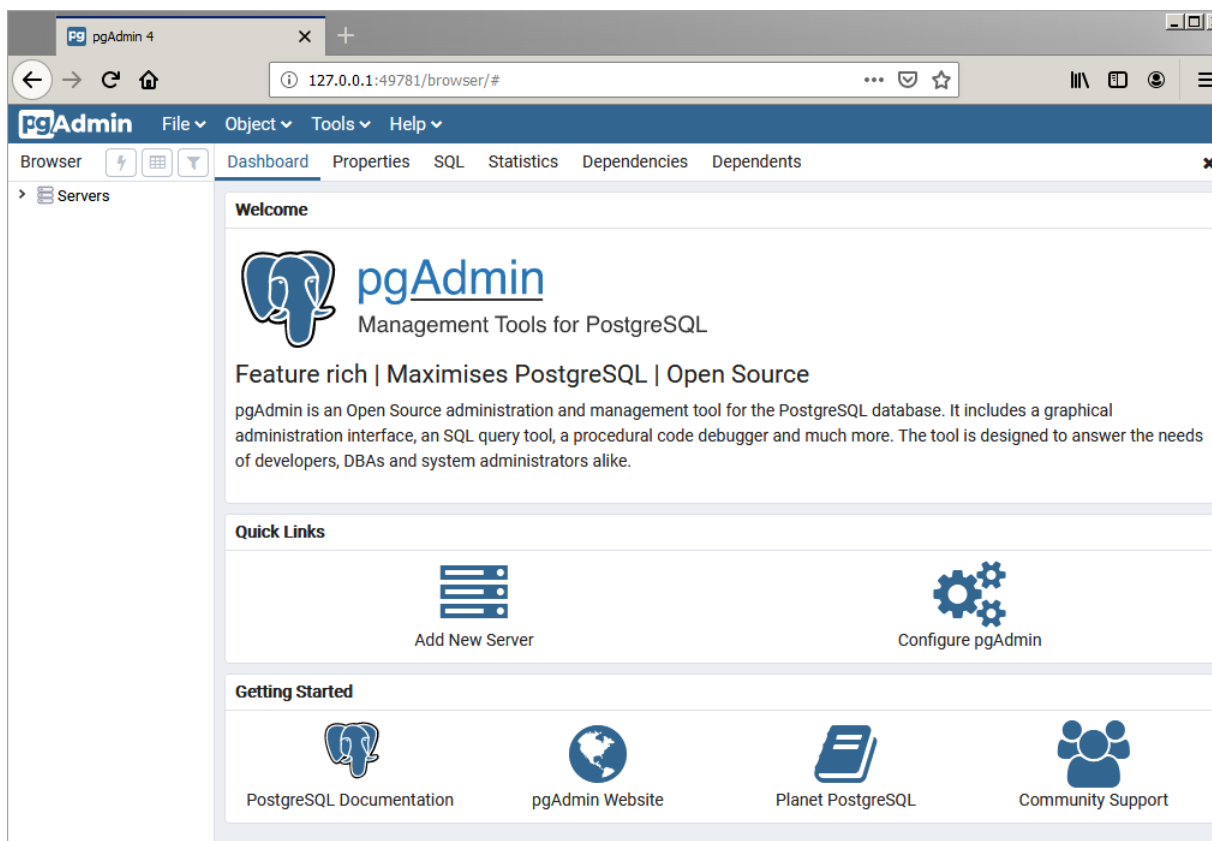 pgAdmin 4
127.0.0.1:49781/browser/#
pgAdmin File Object Tools Help
Browser Dashboard Properties SQL Statistics Dependencies Dependents
Servers
Welcome
pgAdmin
Management Tools for PostgreSQL
Feature rich | Maximises PostgreSQL | Open Source
pgAdmin is an Open Source administration and management tool for the PostgreSQL database. It includes a graphical
administration interface, an SQL query tool, a procedural code debugger and much more. The tool is designed to answer the needs
of developers, DBAs and system administrators alike.
Quick Links
Add New Server Configure pgAdmin
Getting Started
PostgreSQL Documentation pgAdmin Website Planet PostgreSQL Community Support